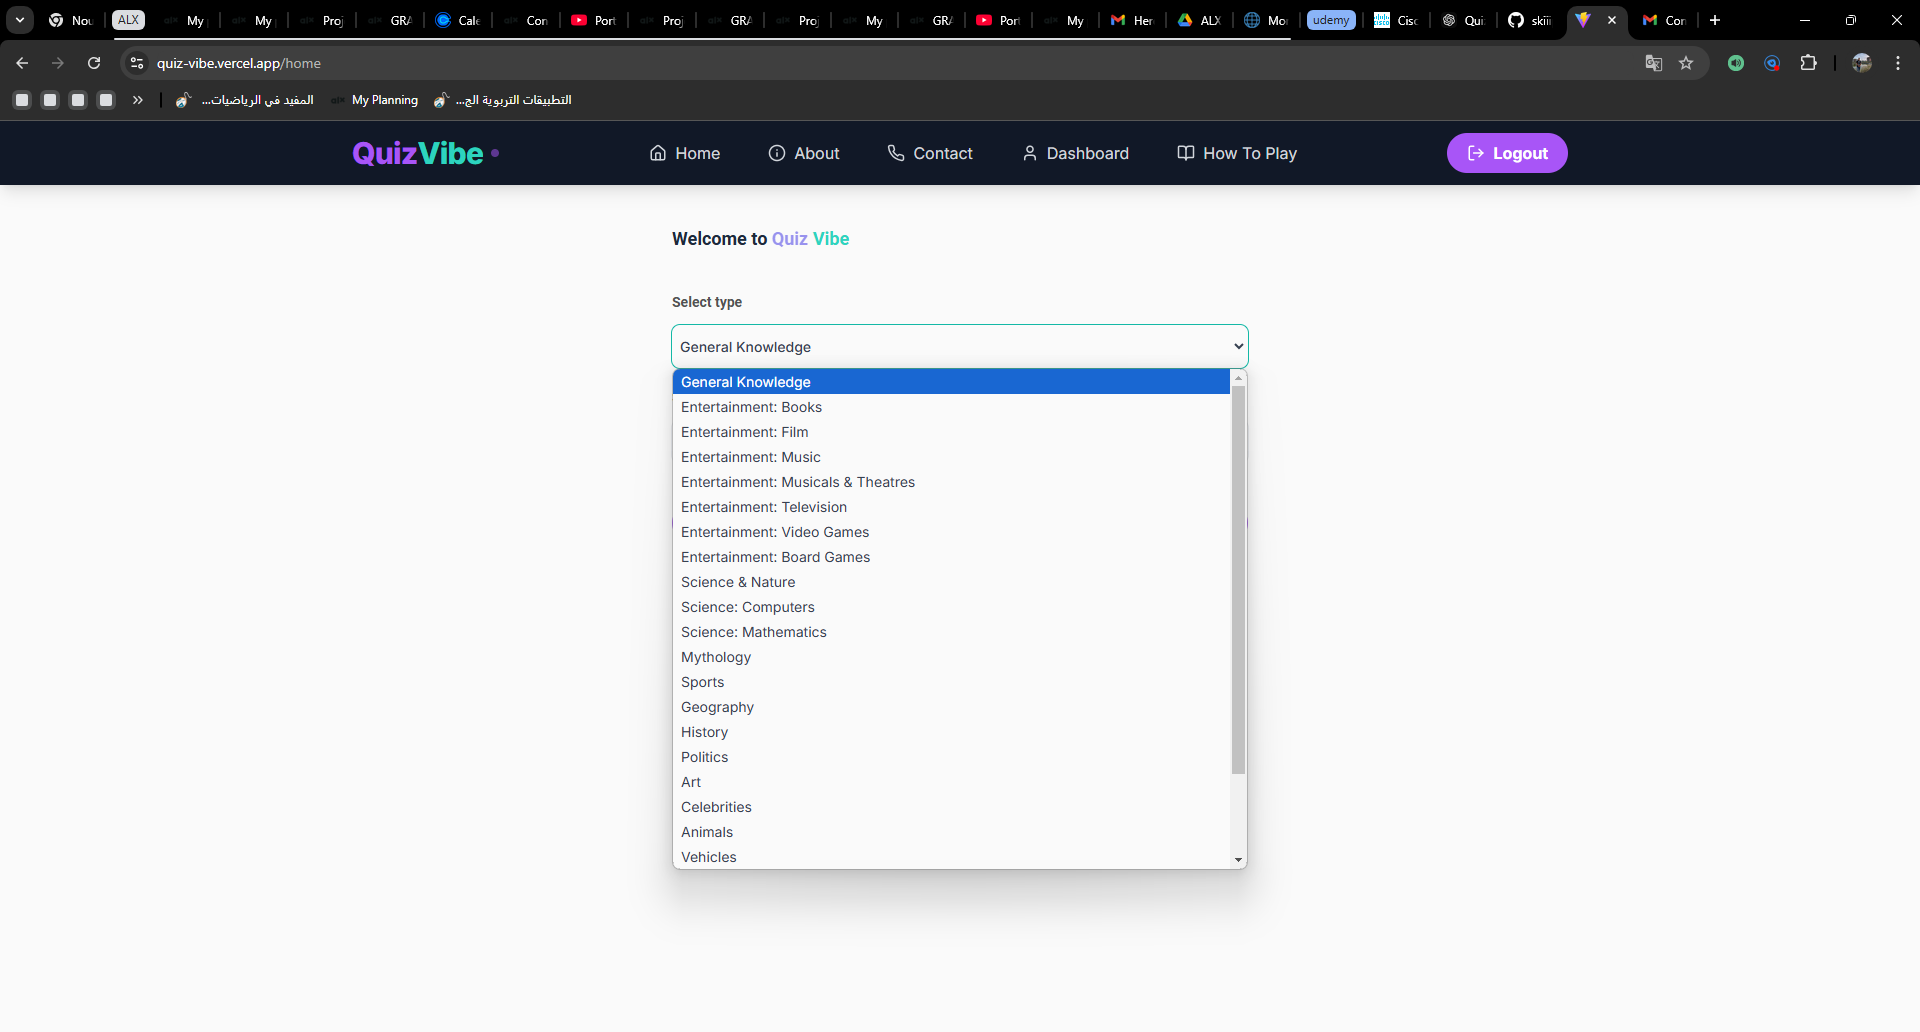 Nou
ALX
My
My
Proj
GRA
Cale
Con
Port
Proj
GRA
Proj
My
GRA
Port
My
Her
ALX
Mor
udemy
Cisc
Qui
skiii
Con
quiz-vibe.vercel.app/home
المفيد في الرياضيات...
My Planning
التطبيقات التربوية الج...
QuizVibe
Home
About
Contact
Dashboard
How To Play
Logout
Welcome to Quiz Vibe
Select type
General Knowledge
General Knowledge
Entertainment: Books
Entertainment: Film
Entertainment: Music
Entertainment: Musicals & Theatres
Entertainment: Television
Entertainment: Video Games
Entertainment: Board Games
Science & Nature
Science: Computers
Science: Mathematics
Mythology
Sports
Geography
History
Politics
Art
Celebrities
Animals
Vehicles